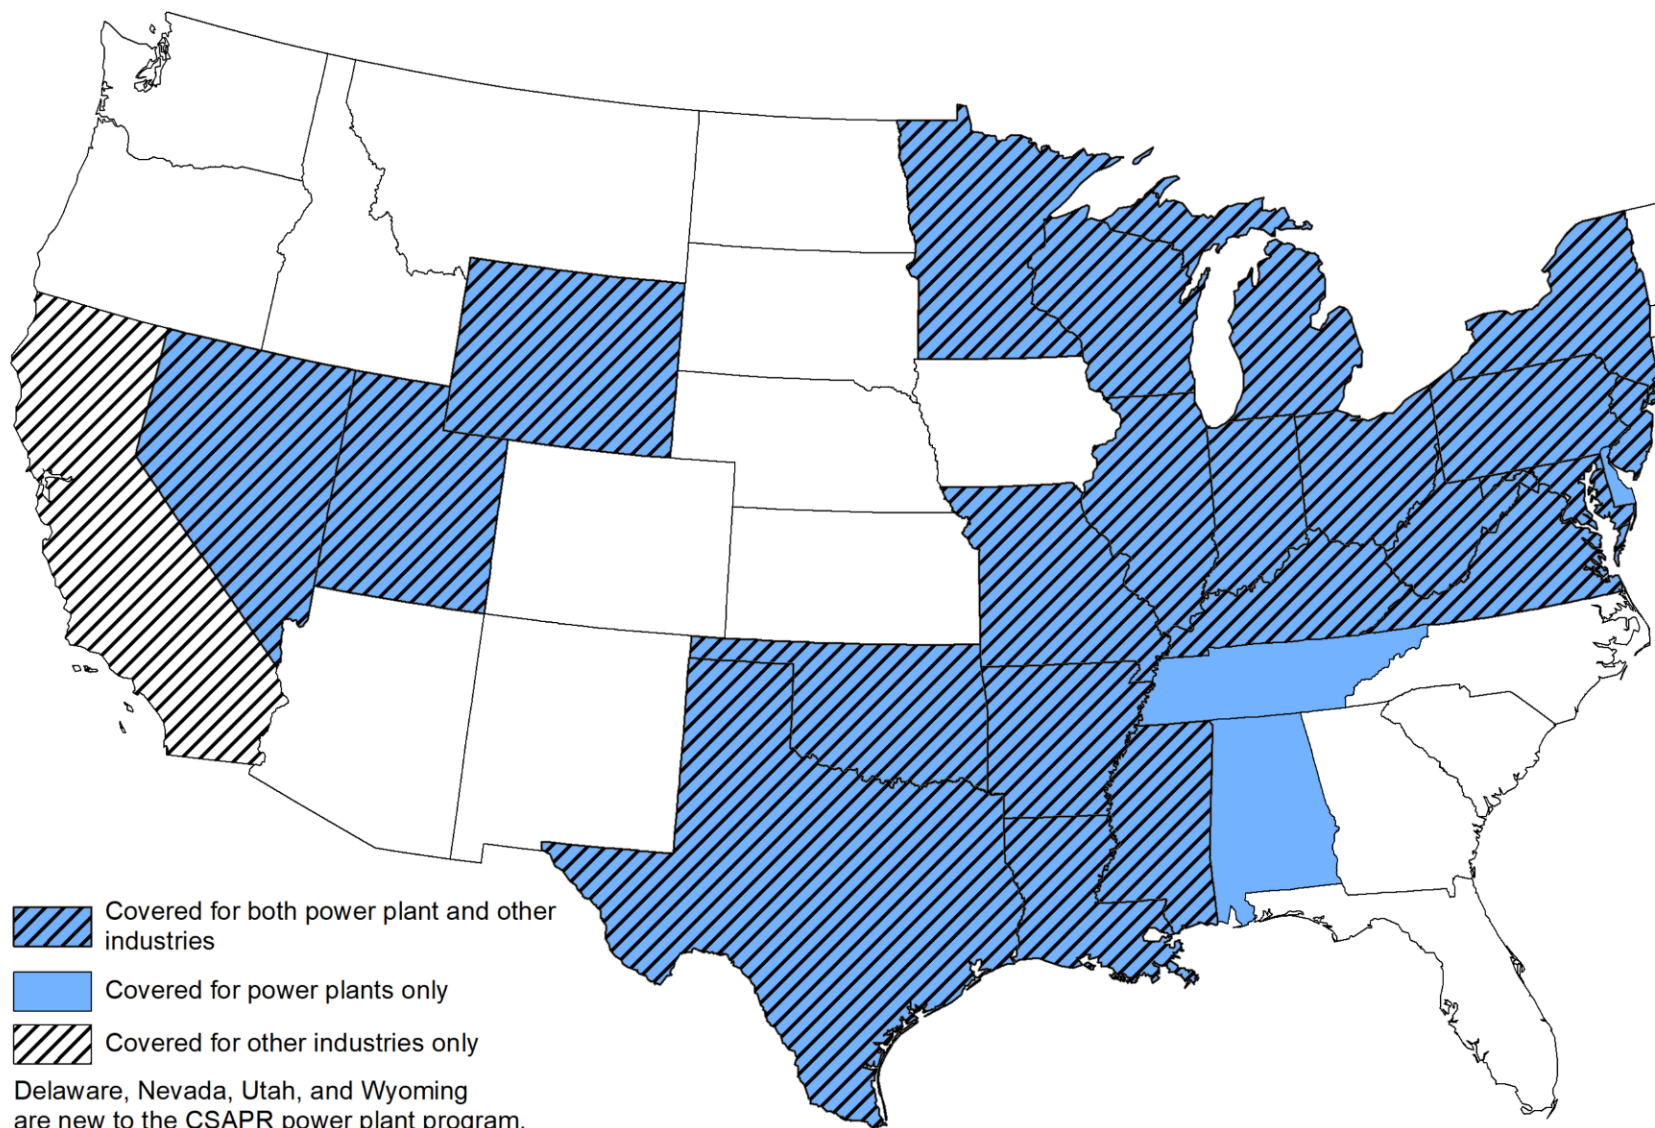 Covered for both power plant and other
industries
Covered for power plants only
Covered for other industries only
Delaware, Nevada, Utah, and Wyoming
are new to the CSAPR power plant program.